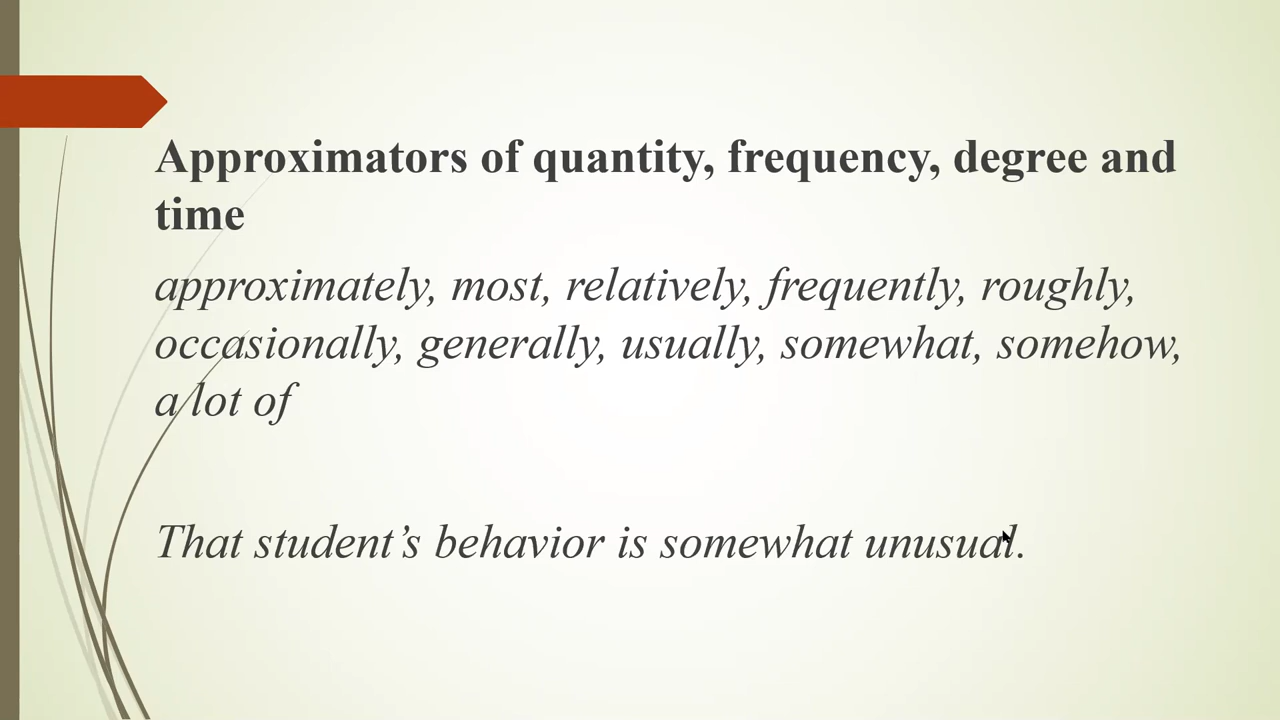 Approximators of quantity, frequency, degree and
time
approximately, most, relatively, frequently, roughly,
occasionally, generally, usually, somewhat, somehow,
a lot of
That student’s behavior is somewhat unusual.